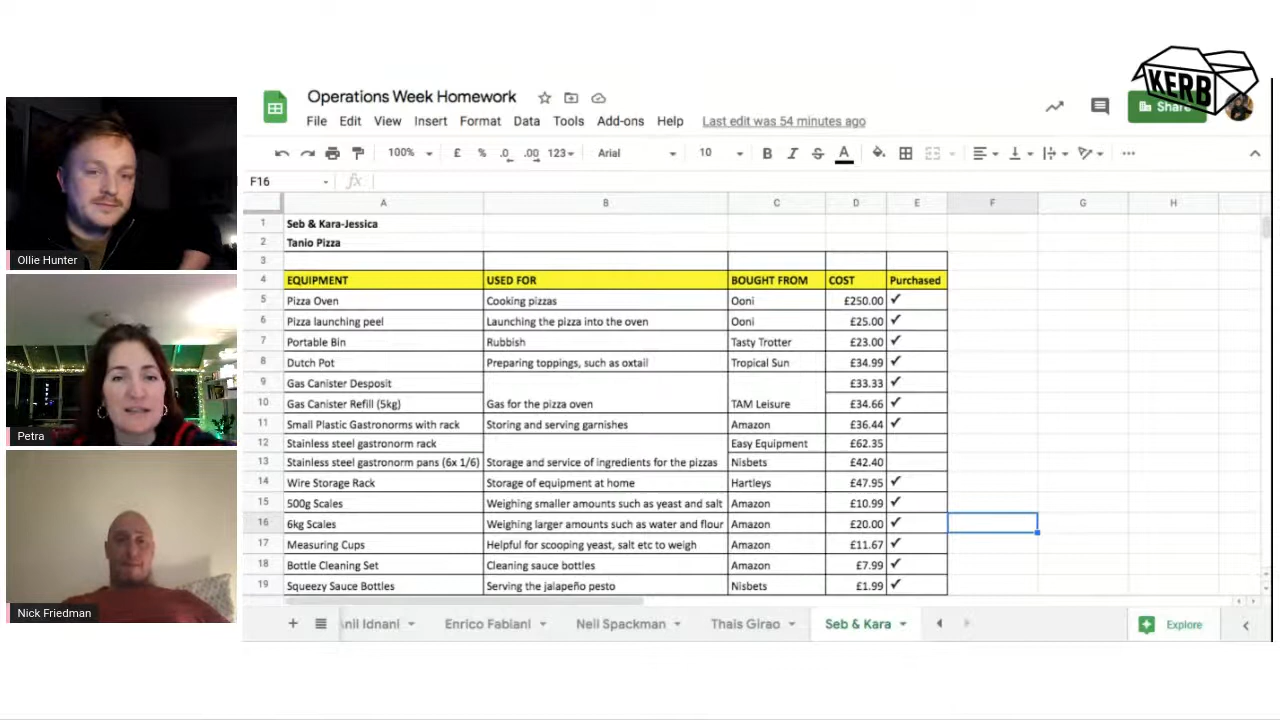 KERB
Operations Week Homework
Share
File Edit View Insert Format Data Tools Add-ons Help Last edit was 54 minutes ago
100% £ % .0 .00 123 Arial 10 B I S A
F16 fx
A B C D E F G H
1 Seb & Kara-Jessica
2 Tanio Pizza
3
4 EQUIPMENT USED FOR BOUGHT FROM COST Purchased
5 Pizza Oven Cooking pizzas Ooni £250.00 ✓
6 Pizza launching peel Launching the pizza into the oven Ooni £25.00 ✓
7 Portable Bin Rubbish Tasty Trotter £23.00 ✓
8 Dutch Pot Preparing toppings, such as oxtail Tropical Sun £34.99 ✓
9 Gas Canister Desposit £33.33 ✓
10 Gas Canister Refill (5kg) Gas for the pizza oven TAM Leisure £34.66 ✓
11 Small Plastic Gastronorms with rack Storing and serving garnishes Amazon £36.44 ✓
12 Stainless steel gastronorm rack Easy Equipment £62.35
13 Stainless steel gastronorm pans (6x 1/6) Storage and service of ingredients for the pizzas Nisbets £42.40
14 Wire Storage Rack Storage of equipment at home Hartleys £47.95 ✓
15 500g Scales Weighing smaller amounts such as yeast and salt Amazon £10.99 ✓
16 6kg Scales Weighing larger amounts such as water and flour Amazon £20.00 ✓
17 Measuring Cups Helpful for scooping yeast, salt etc to weigh Amazon £11.67 ✓
18 Bottle Cleaning Set Cleaning sauce bottles Amazon £7.99 ✓
19 Squeezy Sauce Bottles Serving the jalapeño pesto Nisbets £1.99 ✓
nil Idnani Enrico Fabiani Neil Spackman Thais Girao Seb & Kara Explore
Ollie Hunter
Petra
Nick Friedman